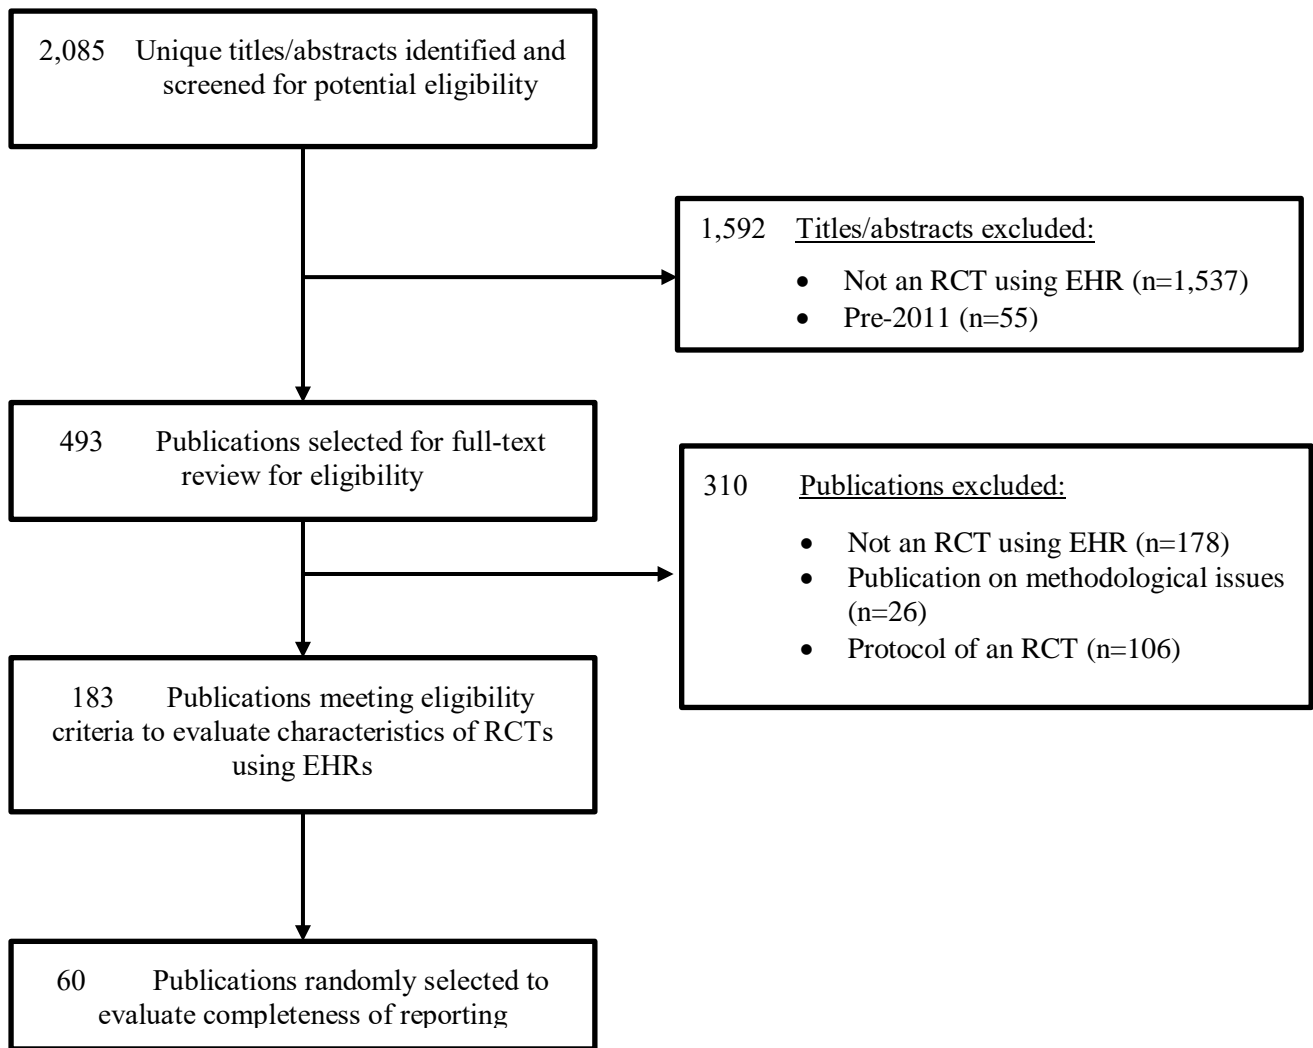 2,085 Unique titles/abstracts identified and
screened for potential eligibility
1,592 Titles/abstracts excluded:
• Not an RCT using EHR (n=1,537)
• Pre-2011 (n=55)
493 Publications selected for full-text
review for eligibility
310 Publications excluded:
• Not an RCT using EHR (n=178)
• Publication on methodological issues
(n=26)
• Protocol of an RCT (n=106)
183 Publications meeting eligibility
criteria to evaluate characteristics of RCTs
using EHRs
60 Publications randomly selected to
evaluate completeness of reporting